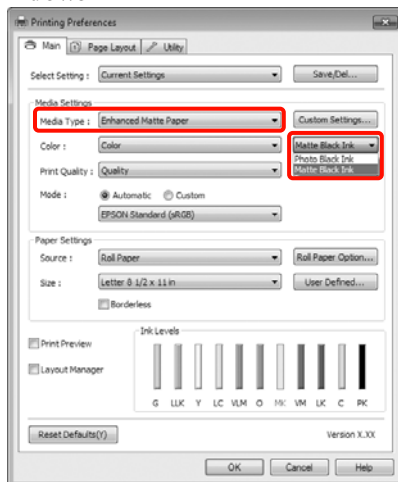 Printing Preferences
Main Page Layout Utility
Select Setting : Current Settings Save/Del...
Media Settings
Media Type : Enhanced Matte Paper Custom Settings...
Color : Color Matte Black Ink
Photo Black Ink
Matte Black Ink
Print Quality : Quality
Mode : Automatic Custom
EPSON Standard (sRGB)
Paper Settings
Source : Roll Paper Roll Paper Option...
Size : Letter 8 1/2 x 11 in User Defined...
Borderless
Ink Levels
Print Preview
Layout Manager
G LLK Y LC VLM O MK VM LK C PK
Reset Defaults(Y) Version X.XX
OK Cancel Help